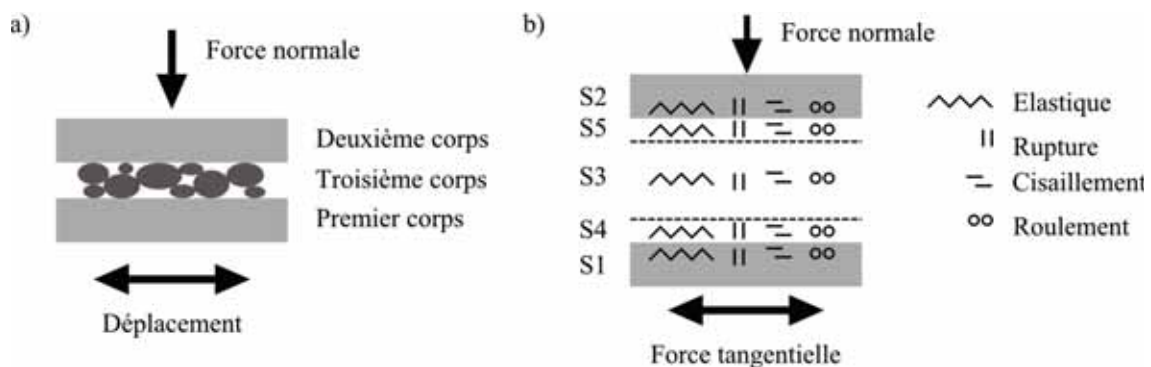 a)
Force normale
Deuxième corps
Troisième corps
Premier corps
Déplacement
b)
Force normale
S2
S5
S3
S4
S1
Elastique
Rupture
Cisaillement
Roulement
Force tangentielle